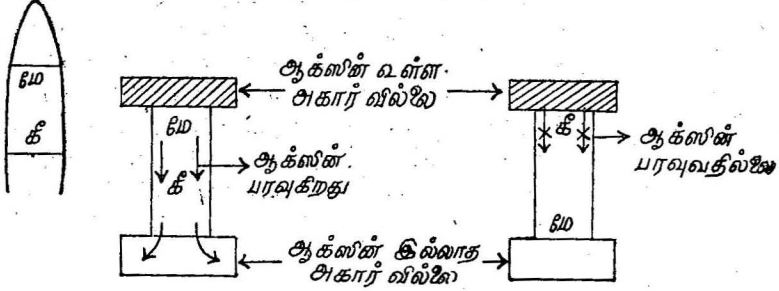 மே
கீ
ஆக்ஸின் உள்ள
அகார் வில்லை
மே
கீ
ஆக்ஸின்
பரவுகிறது
ஆக்ஸின் இல்லாத
அகார் வில்லை
கீ
ஆக்ஸின்
பரவுவதில்லை
மே